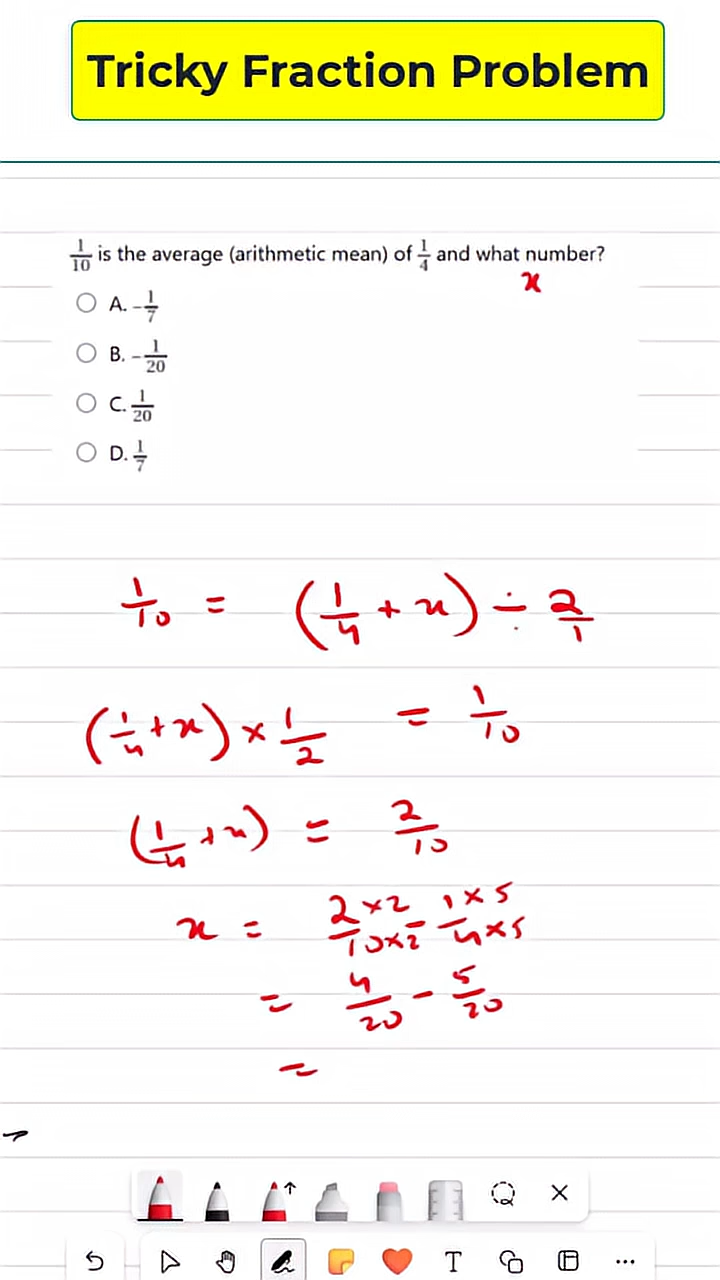 Tricky Fraction Problem
1/10 is the average (arithmetic mean) of 1/4 and what number?
x
A. -1/7
B. -1/20
C. 1/20
D. 1/7
1/10 = (1/4 + x) ÷ 2/1
(1/4 + x) × 1/2 = 1/10
(1/4 + x) = 2/10
x = 2×2/10×2 - 1×5/4×5
= 4/20 - 5/20
=
T